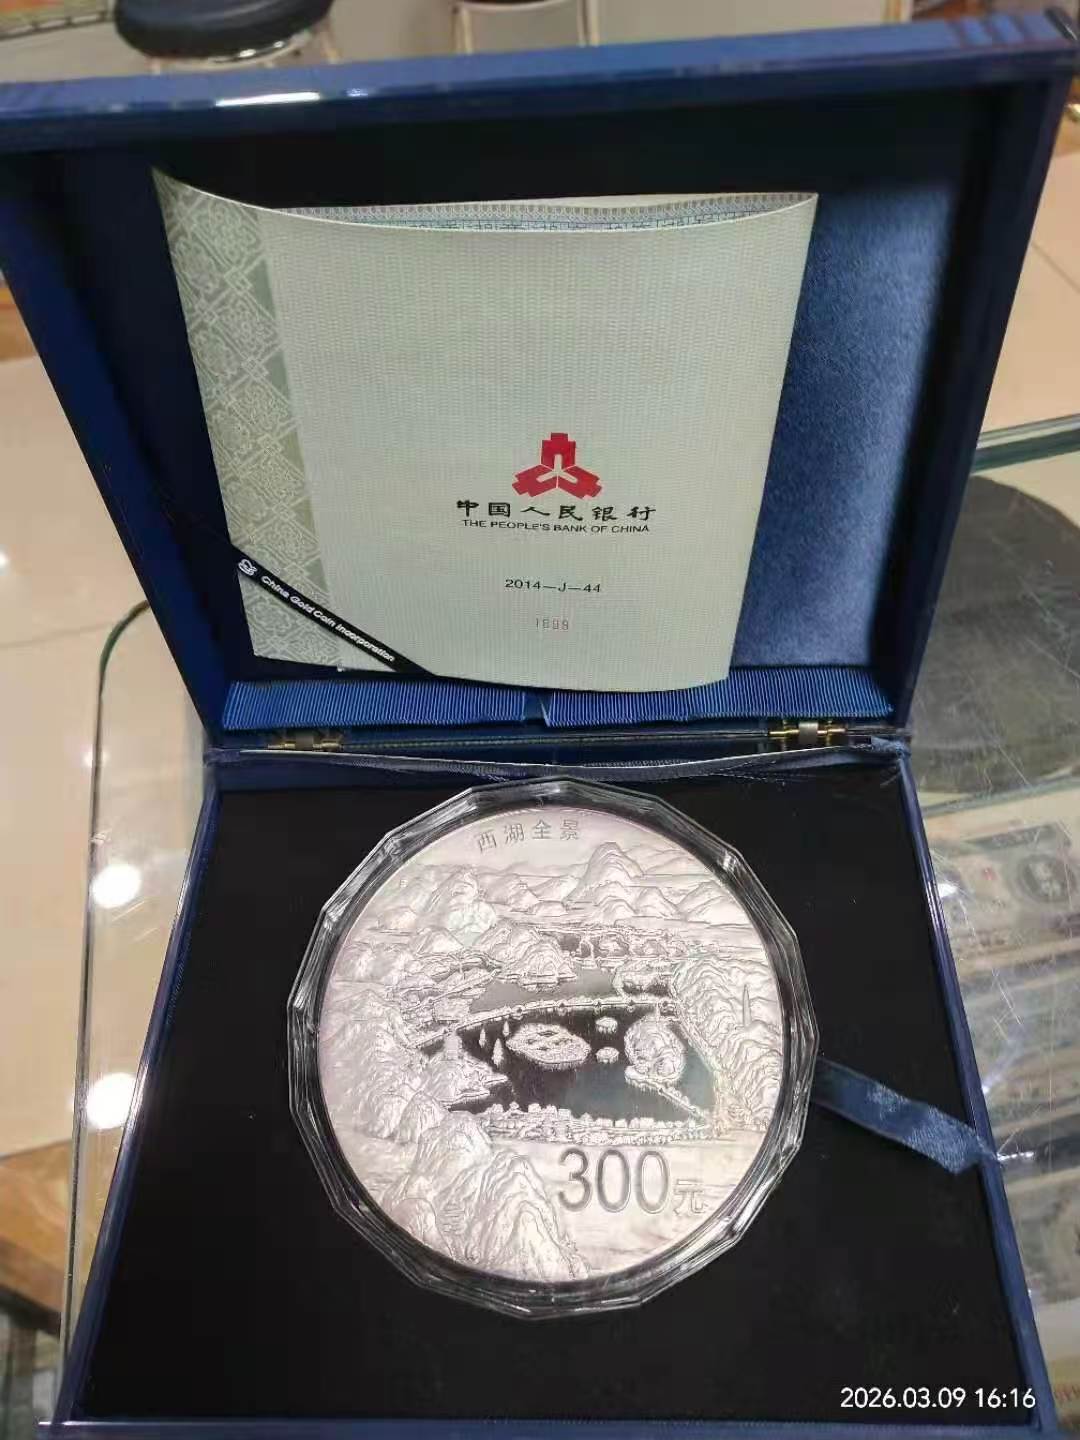 中国人民银行
THE PEOPLE'S BANK OF CHINA
2014—J—44
1898
China Gold Coin Incorporation
西湖全景
300元
2026.03.09 16:16